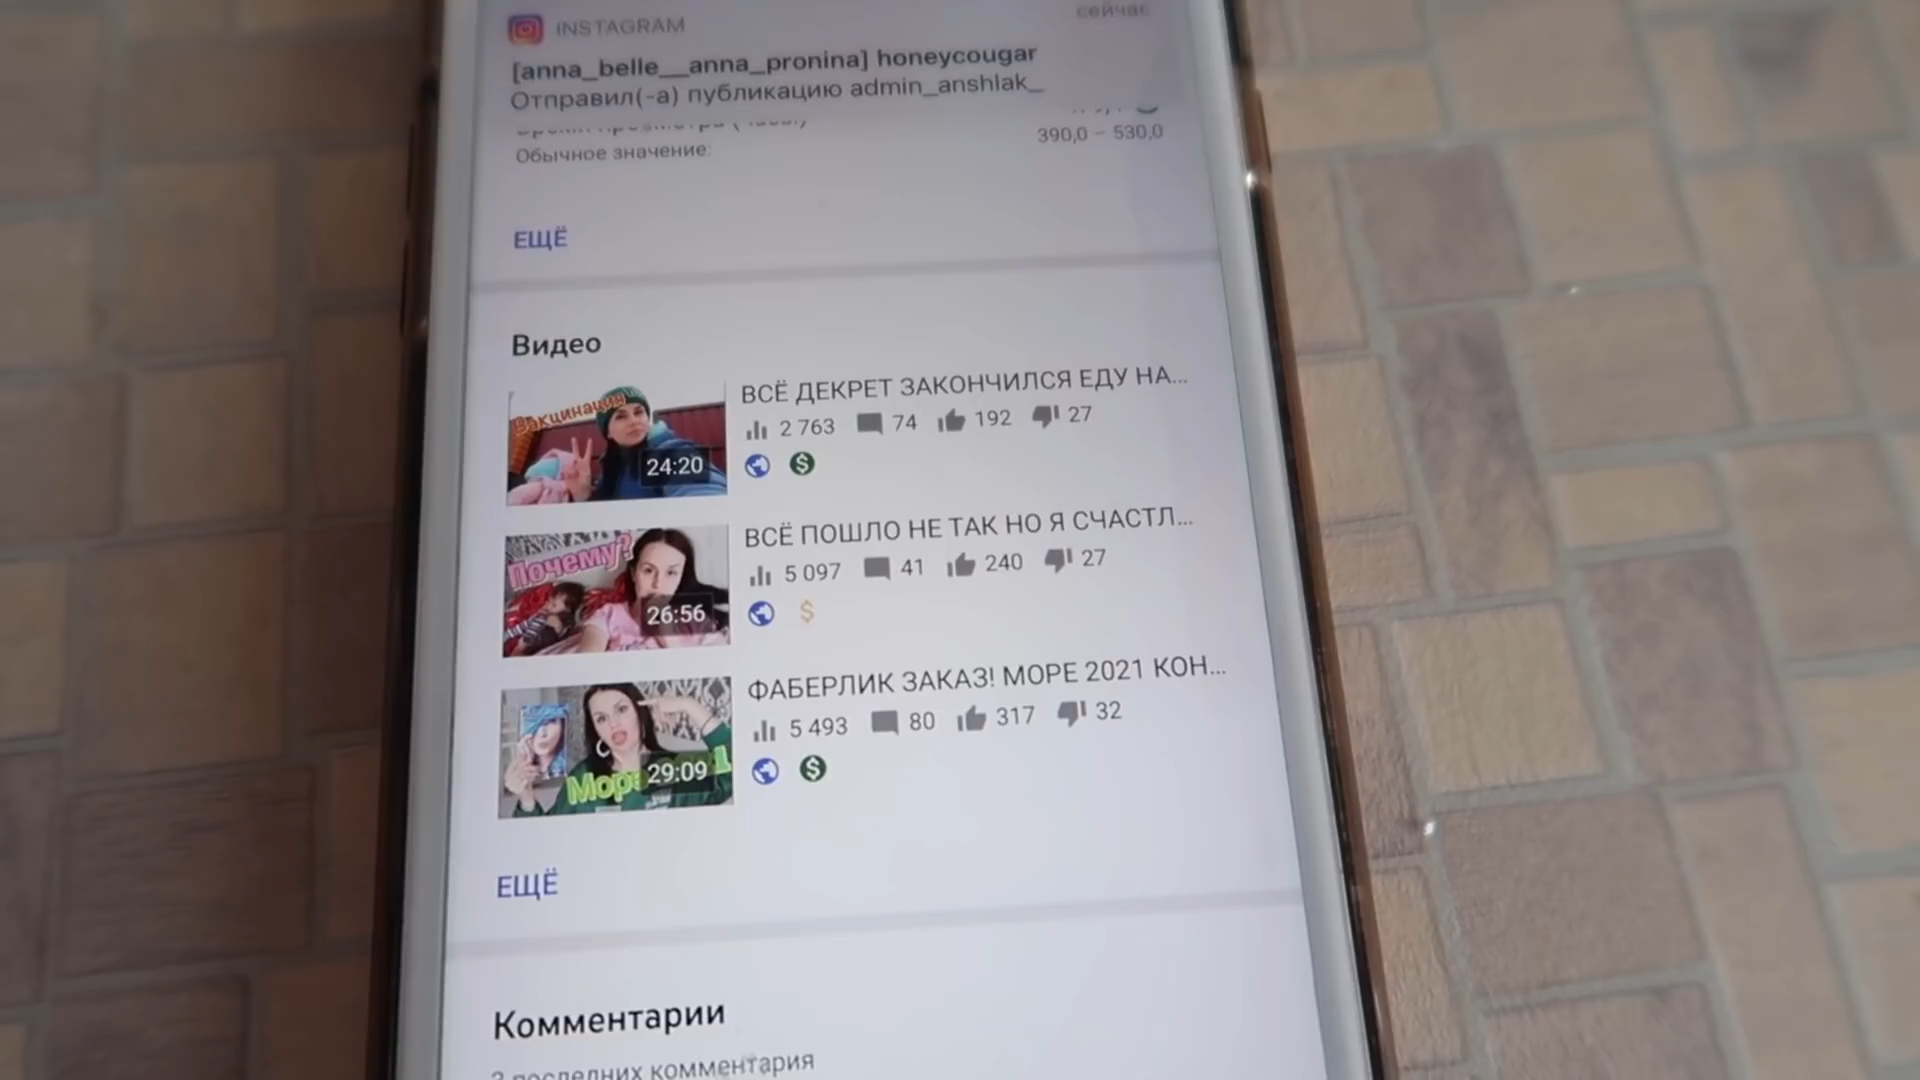 INSTAGRAM
сейчас
[anna_belle__anna_pronina] honeycougar
Отправил(-а) публикацию admin_anshlak_
Обычное значение:
390,0 – 530,0
ЕЩЁ
Видео
Вакцинация
24:20
ВСЁ ДЕКРЕТ ЗАКОНЧИЛСЯ ЕДУ НА...
2 763 74 192 27
Почему?
26:56
ВСЁ ПОШЛО НЕ ТАК НО Я СЧАСТЛ...
5 097 41 240 27
$
Море
29:09
ФАБЕРЛИК ЗАКАЗ! МОРЕ 2021 КОН...
5 493 80 317 32
$
ЕЩЁ
Комментарии
последних комментария